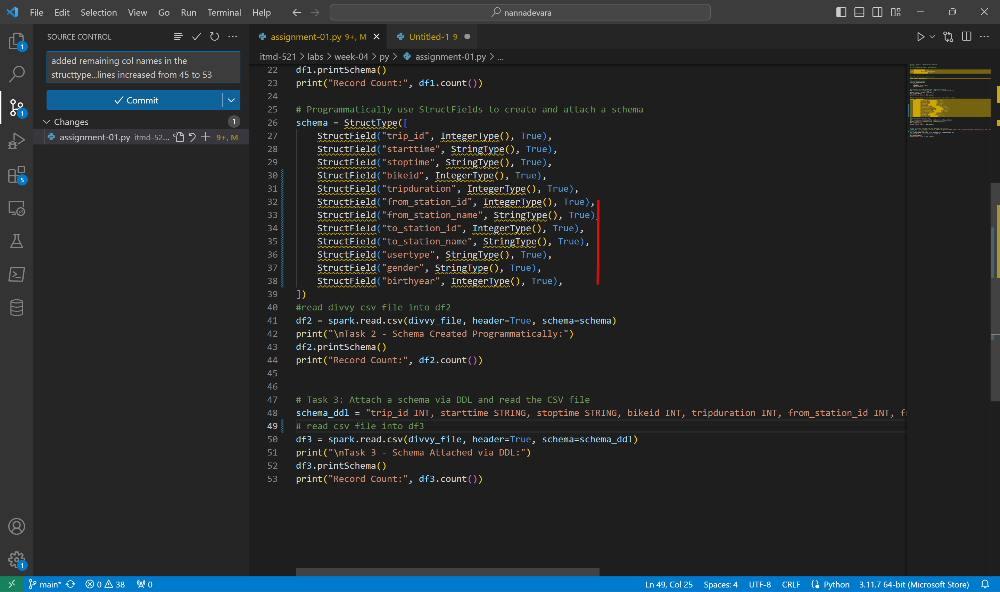 File Edit Selection View Go Run Terminal Help
nannadevara
SOURCE CONTROL
added remaining col names in the
structtype...lines increased from 45 to 53
Commit
Changes 1
assignment-01.py itmd-52... 9+, M
1
1
5
1
assignment-01.py 9+, M
Untitled-1 9
itmd-521 > labs > week-04 > py > assignment-01.py > ...
22 df1.printSchema()
23 print("Record Count:", df1.count())
24
25 # Programmatically use StructFields to create and attach a schema
26 schema = StructType([
27 StructField("trip_id", IntegerType(), True),
28 StructField("starttime", StringType(), True),
29 StructField("stoptime", StringType(), True),
30 StructField("bikeid", IntegerType(), True),
31 StructField("tripduration", IntegerType(), True),
32 StructField("from_station_id", IntegerType(), True),
33 StructField("from_station_name", StringType(), True),
34 StructField("to_station_id", IntegerType(), True),
35 StructField("to_station_name", StringType(), True),
36 StructField("usertype", StringType(), True),
37 StructField("gender", StringType(), True),
38 StructField("birthyear", IntegerType(), True),
39 ])
40 #read divvy csv file into df2
41 df2 = spark.read.csv(divvy_file, header=True, schema=schema)
42 print("\nTask 2 - Schema Created Programmatically:")
43 df2.printSchema()
44 print("Record Count:", df2.count())
45
46
47 # Task 3: Attach a schema via DDL and read the CSV file
48 schema_ddl = "trip_id INT, starttime STRING, stoptime STRING, bikeid INT, tripduration INT, from_station_id INT,
49 # read csv file into df3
50 df3 = spark.read.csv(divvy_file, header=True, schema=schema_ddl)
51 print("\nTask 3 - Schema Attached via DDL:")
52 df3.printSchema()
53 print("Record Count:", df3.count())
main* 0 38 0
Ln 49, Col 25 Spaces: 4 UTF-8 CRLF Python 3.11.7 64-bit (Microsoft Store)